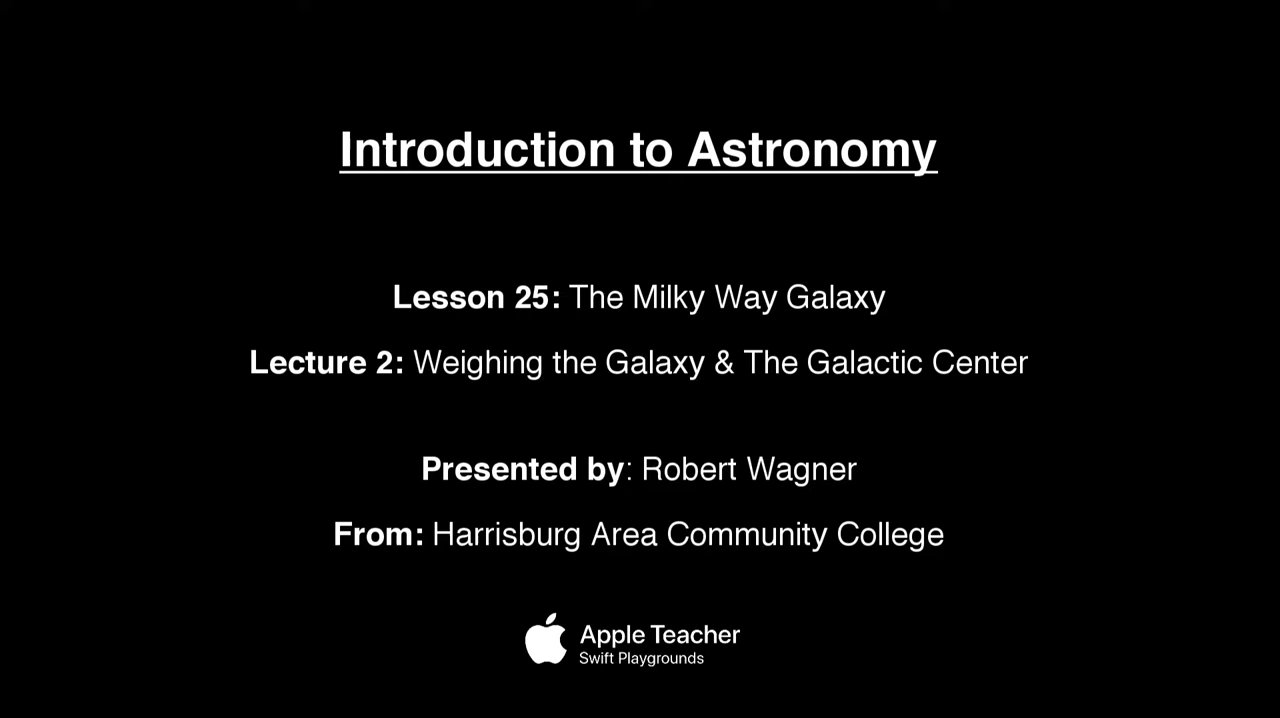 Introduction to Astronomy
Lesson 25: The Milky Way Galaxy
Lecture 2: Weighing the Galaxy & The Galactic Center
Presented by: Robert Wagner
From: Harrisburg Area Community College
Apple Teacher
Swift Playgrounds